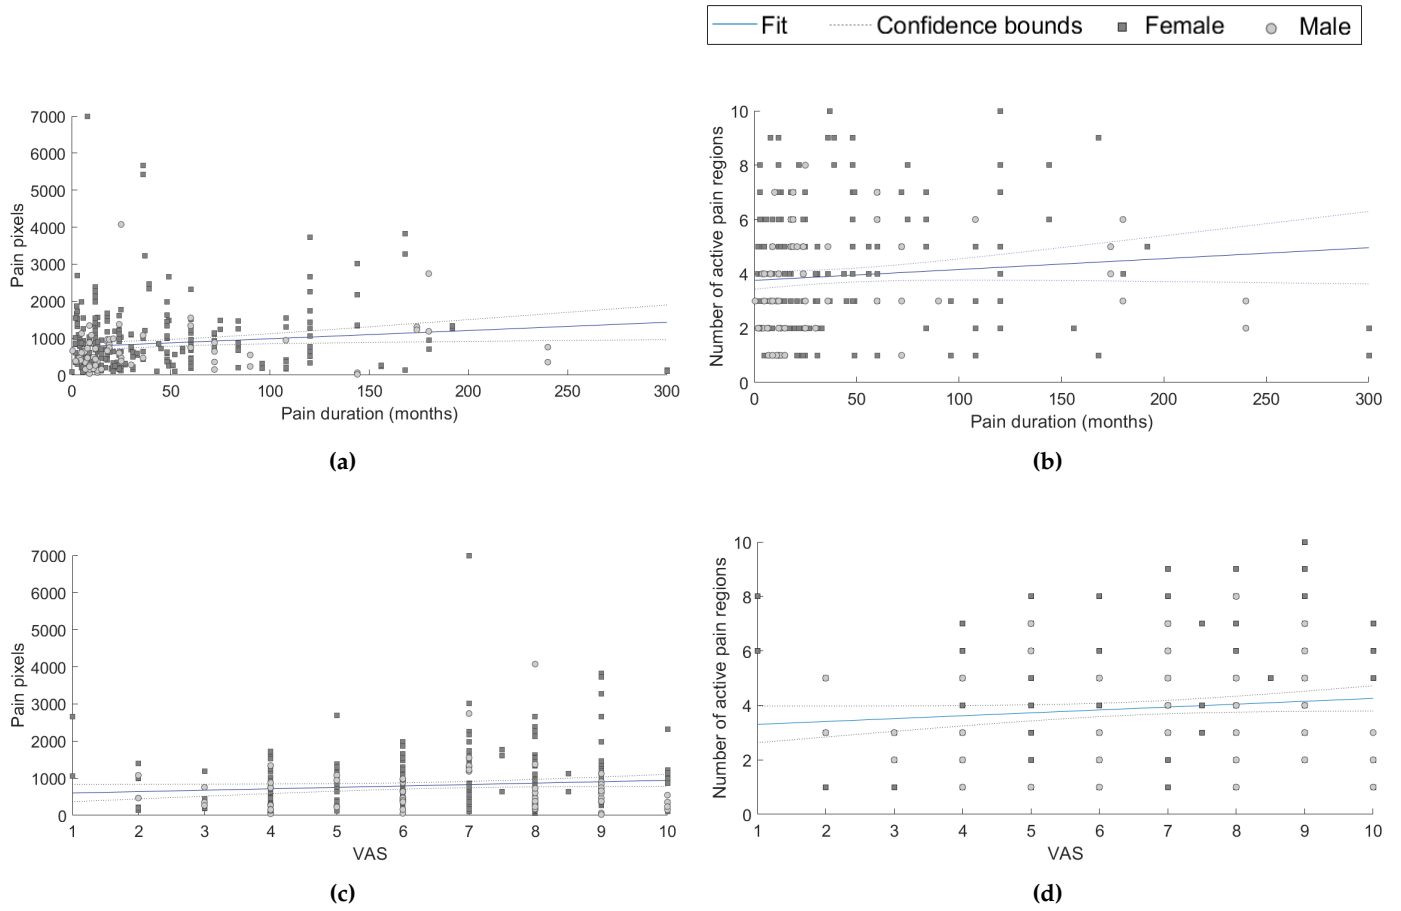 Fit Confidence bounds Female Male
7000
6000
5000
4000
3000
2000
1000
0
Pain pixels
0 50 100 150 200 250 300
Pain duration (months)
(a)
10
8
6
4
2
0
Number of active pain regions
0 50 100 150 200 250 300
Pain duration (months)
(b)
7000
6000
5000
4000
3000
2000
1000
0
Pain pixels
1 2 3 4 5 6 7 8 9 10
VAS
(c)
10
8
6
4
2
0
Number of active pain regions
1 2 3 4 5 6 7 8 9 10
VAS
(d)